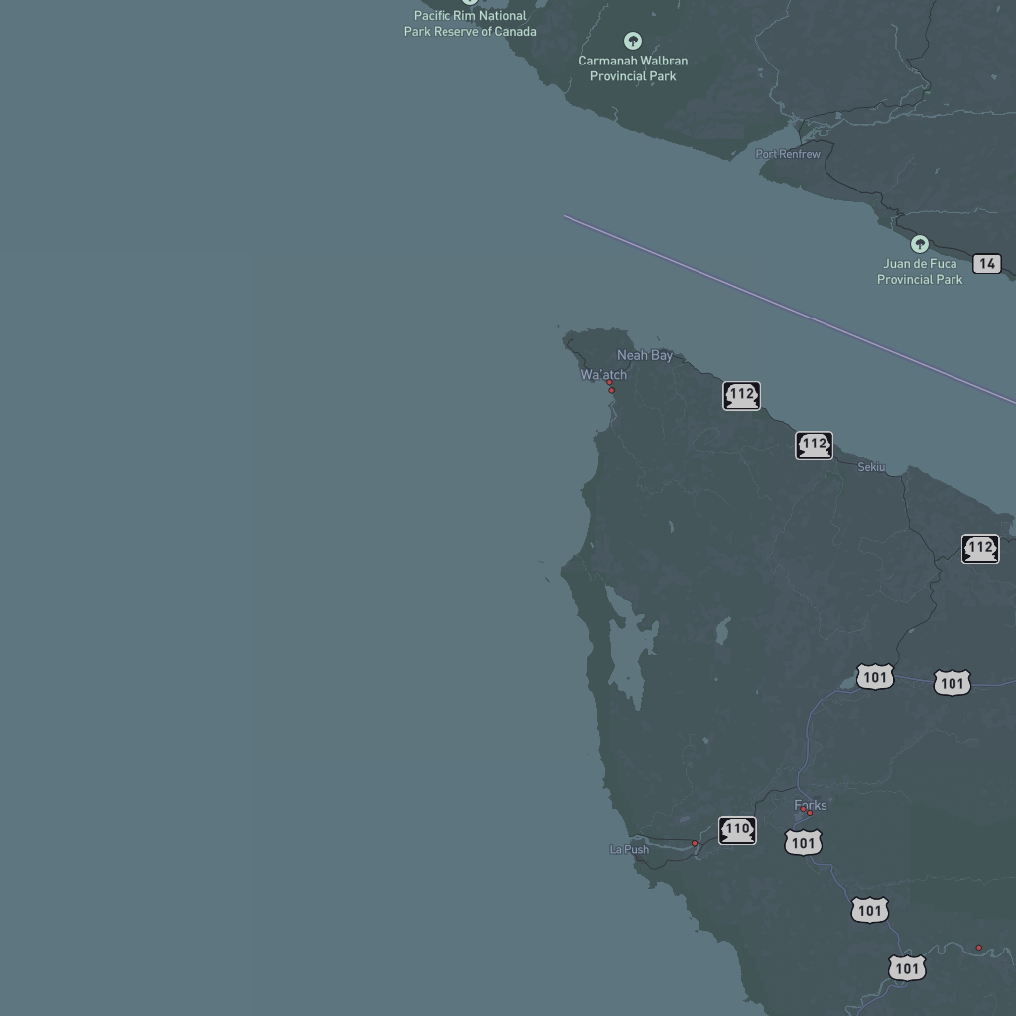 Pacific Rim National
Park Reserve of Canada
Carmanah Walbran
Provincial Park
Port Renfrew
Juan de Fuca
Provincial Park
14
Neah Bay
Wa'atch
112
112
Sekiu
112
101
101
Forks
110
101
La Push
101
101